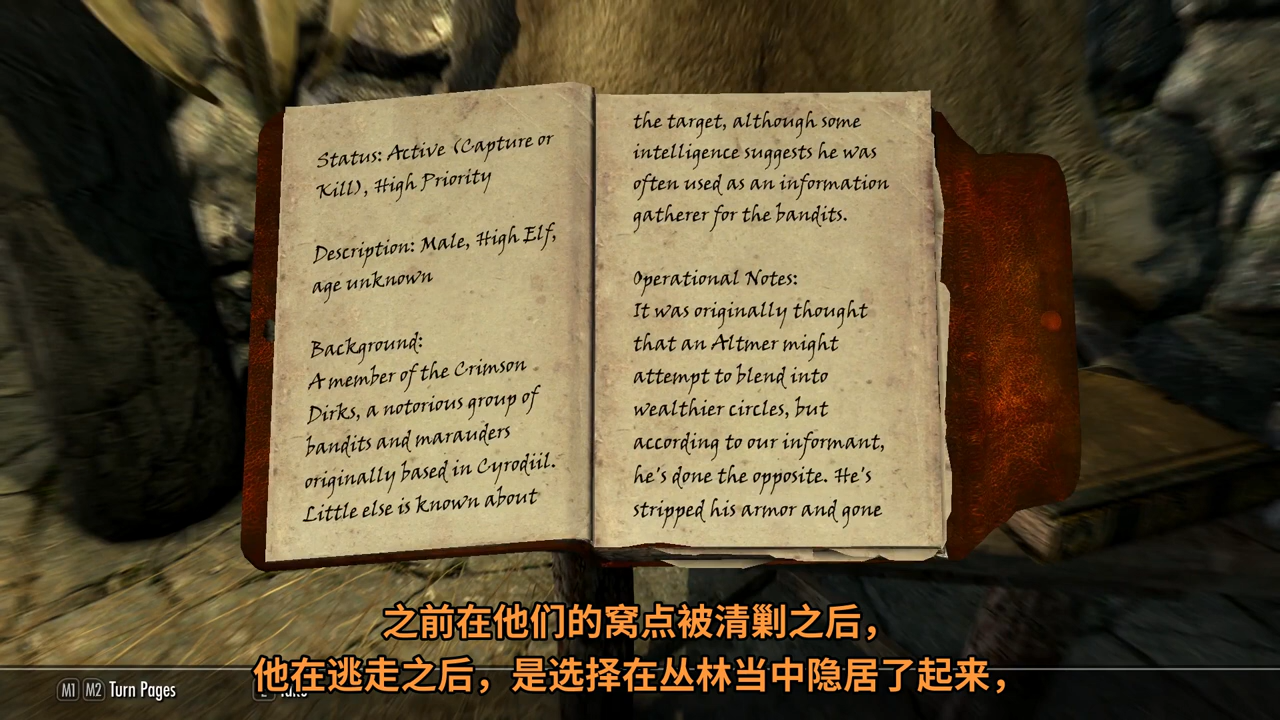 Status: Active (Capture or
Kill), High Priority
Description: Male, High Elf,
age unknown
Background:
A member of the Crimson
Dirks, a notorious group of
bandits and marauders
originally based in Cyrodiil.
Little else is known about
the target, although some
intelligence suggests he was
often used as an information
gatherer for the bandits.
Operational Notes:
It was originally thought
that an Altmer might
attempt to blend into
wealthier circles, but
according to our informant,
he's done the opposite. He's
stripped his armor and gone
之前在他们的窝点被清剿之后，
他在逃走之后，是选择在丛林当中隐居了起来，
M1 M2 Turn Pages